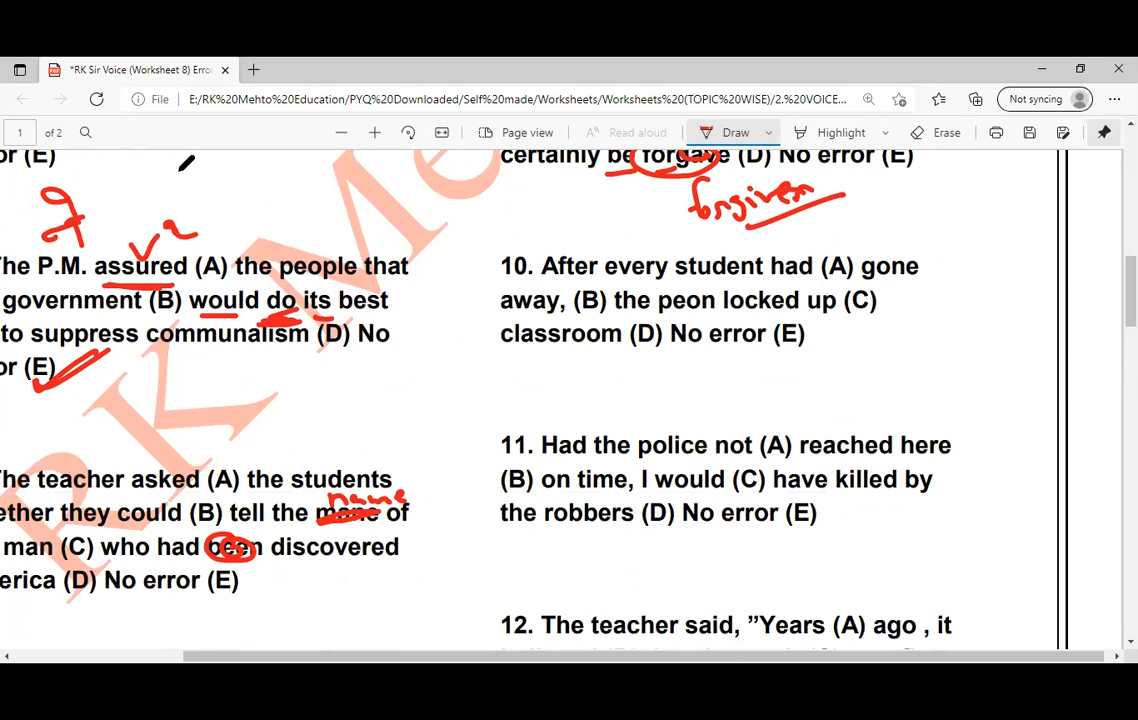 *RK Sir Voice (Worksheet 8) Erro
File E:/RK%20Mehto%20Education/PYQ%20Downloaded/Self%20made/Worksheets/Worksheets%20(TOPIC%20WISE)/2.%20VOICE... Not syncing
1 of 2 Page view Read aloud Draw Highlight Erase
or (E)
The P.M. assured (A) the people that
government (B) would do its best
to suppress communalism (D) No
or (E)
V2
The teacher asked (A) the students
ether they could (B) tell the mane of
name
man (C) who had been discovered
erica (D) No error (E)
certainly be forgave (D) No error (E)
forgiven
10. After every student had (A) gone
away, (B) the peon locked up (C)
classroom (D) No error (E)
11. Had the police not (A) reached here
(B) on time, I would (C) have killed by
the robbers (D) No error (E)
12. The teacher said, ”Years (A) ago , it
RK Me